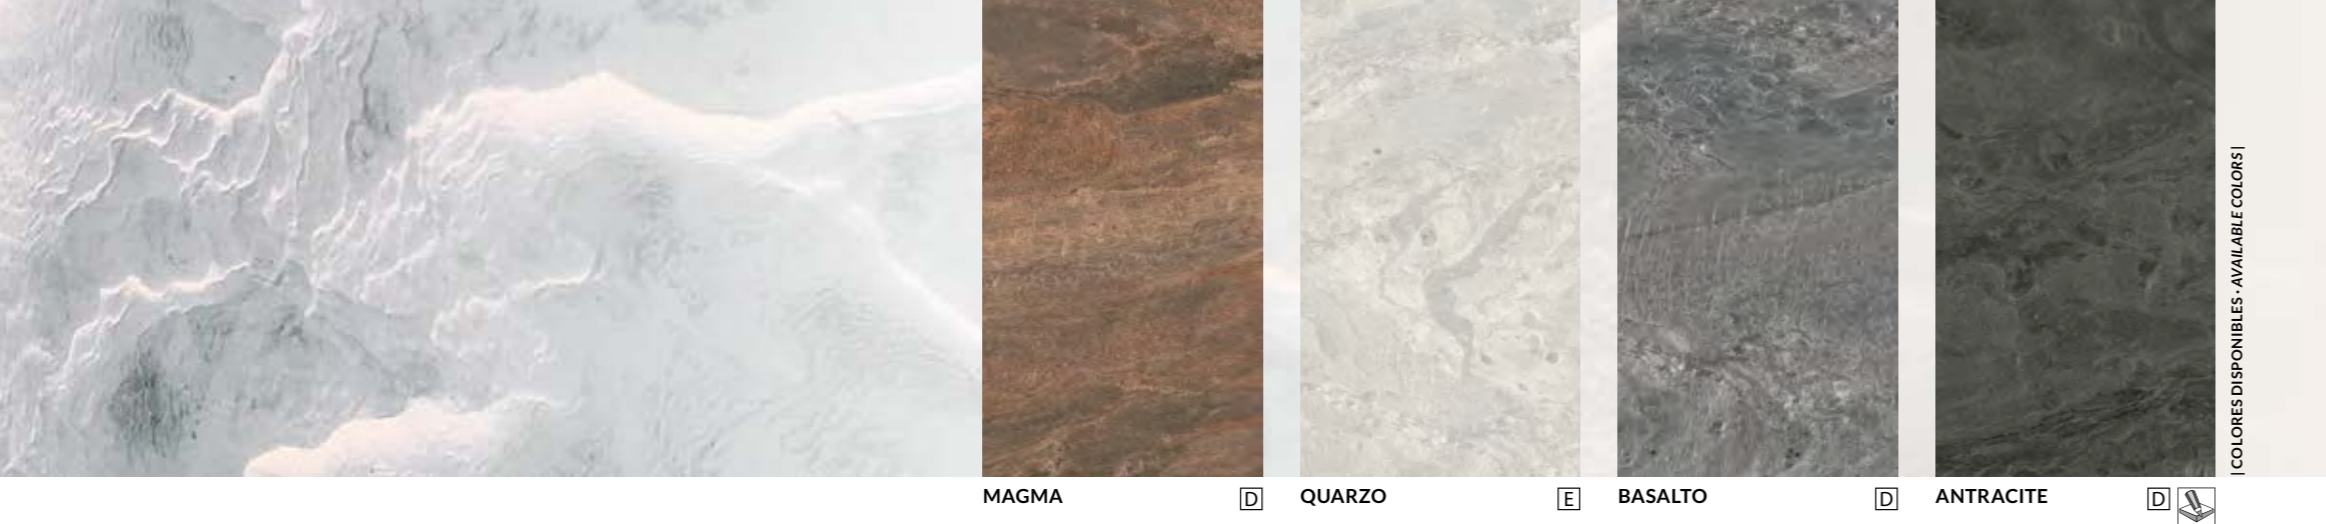 MAGMA D
QUARZO E
BASALTO D
ANTRACITE D
|COLORES DISPONIBLES · AVAILABLE COLORS|